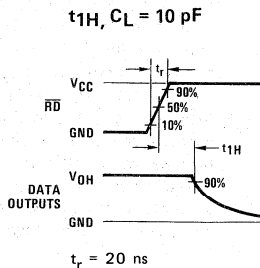 t1H, CL = 10 pF
tr
VCC
90%
50%
RD
10%
GND
t1H
VOH
90%
DATA
OUTPUTS
GND
tr = 20 ns